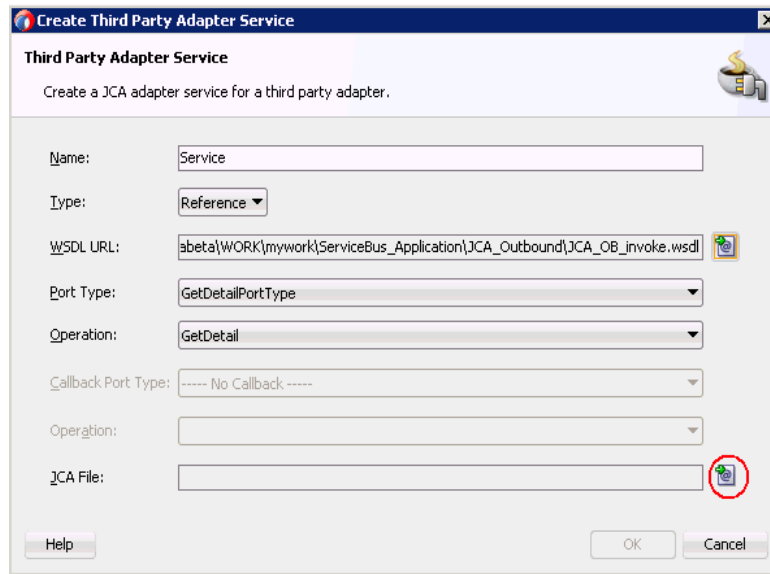 Create Third Party Adapter Service
Third Party Adapter Service
Create a JCA adapter service for a third party adapter.
Name: Service
Type: Reference
WSDL URL: abeta\WORK\mywork\ServiceBus_Application\JCA_Outbound\JCA_OB_invoke.wsdl
Port Type: GetDetailPortType
Operation: GetDetail
Callback Port Type: ----- No Callback -----
Operation:
JCA File:
Help OK Cancel